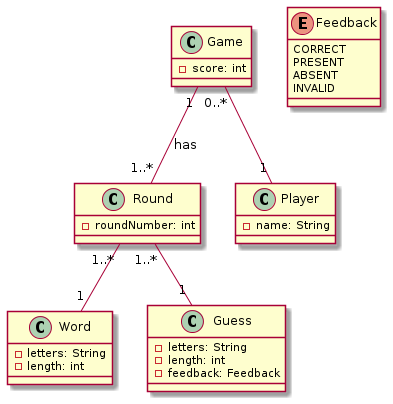 C Game
score: int
E Feedback
CORRECT
PRESENT
ABSENT
INVALID
1
0..*
has
1..*
1
C Round
roundNumber: int
C Player
name: String
1..*
1..*
1
1
C Word
letters: String
length: int
C Guess
letters: String
length: int
feedback: Feedback